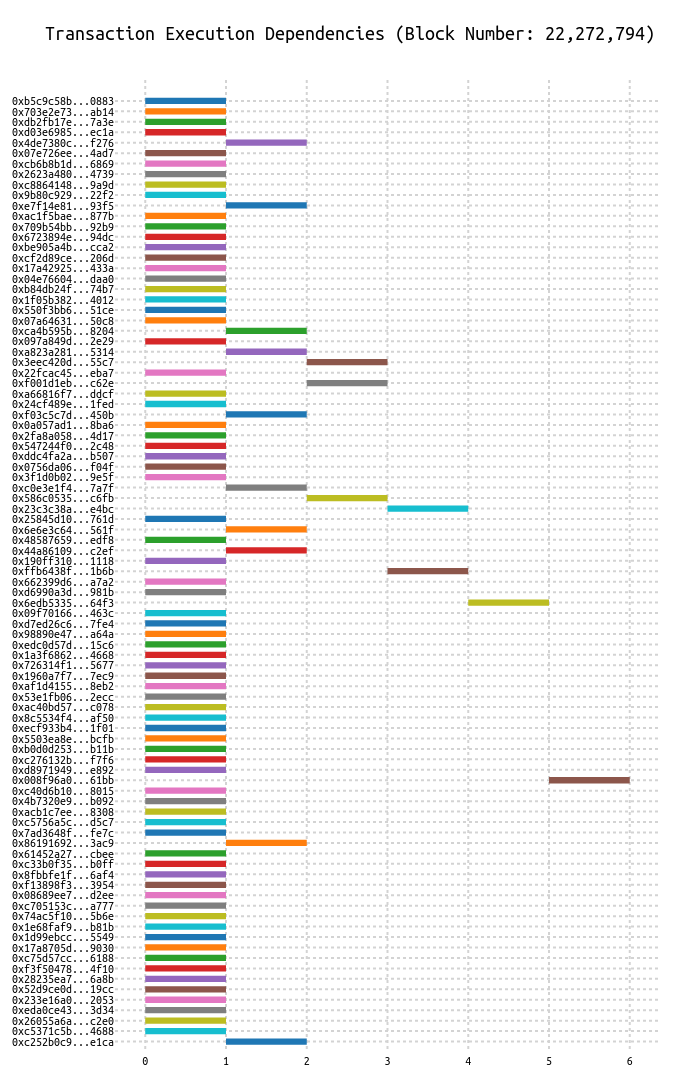 Transaction Execution Dependencies (Block Number: 22,272,794)
0xb5c9c58b...0883
0x703e2e73...ab14
0xdb2fb17e...7a3e
0xd03e6985...ec1a
0x4de7380c...f276
0x07e726ee...4ad7
0xcb6b8b1d...6869
0x2623a480...4739
0xc8864148...9a9d
0x9b80c929...22f2
0xe7f14e81...93f5
0xac1f5bae...877b
0x709b54bb...92b9
0x6723894e...94dc
0xbe905a4b...cca2
0xcf2d89ce...206d
0x17a42925...433a
0x04e76604...daa0
0xb84db24f...74b7
0x1f05b382...4012
0x550f3bb6...51ce
0x07a64631...50c8
0xca4b595b...8204
0x097a849d...2e29
0xa823a281...5314
0x3eec420d...55c7
0x22fcac45...eba7
0xf001d1eb...c62e
0xa66816f7...ddcf
0x24cf489e...1fed
0xf03c5c7d...450b
0x0a057ad1...8ba6
0x2fa8a058...4d17
0x547244f0...2c48
0xddc4fa2a...b507
0x0756da06...f04f
0x3f1d0b02...9e5f
0xc0e3e1f4...7a7f
0x586c0535...c6fb
0x23c3c38a...e4bc
0x25845d10...761d
0x6e6e3c64...561f
0x48587659...edf8
0x44a86109...c2ef
0x190ff310...1118
0xffb6438f...1b6b
0x662399d6...a7a2
0xd6990a3d...981b
0x6edb5335...64f3
0x09f70166...463c
0xd7ed26c6...7fe4
0x98890e47...a64a
0xedc0d57d...15c6
0x1a3f6862...4668
0x726314f1...5677
0x1960a7f7...7ec9
0xaf1d4155...8eb2
0x53e1fb06...2ecc
0xac40bd57...c078
0x8c5534f4...af50
0xecf933b4...1f01
0x5503ea8e...bcfb
0xb0d0d253...b11b
0xc276132b...f7f6
0xd8971949...e892
0x008f96a0...61bb
0xc40d6b10...8015
0x4b7320e9...b092
0xacb1c7ee...8308
0xc5756a5c...d5c7
0x7ad3648f...fe7c
0x86191692...3ac9
0x61452a27...cbee
0xc33b0f35...b0ff
0x8fbbfe1f...6af4
0xf13898f3...3954
0x08689ee7...d2ee
0xc705153c...a777
0x74ac5f10...5b6e
0x1e68faf9...b81b
0x1d99ebcc...5549
0x17a8705d...9030
0xc75d57cc...6188
0xf3f50478...4f10
0x28235ea7...6a8b
0x52d9ce0d...19cc
0x233e16a0...2053
0xeda0ce43...3d34
0x26055a6a...c2e0
0xc5371c5b...4688
0xc252b0c9...e1ca
0 1 2 3 4 5 6